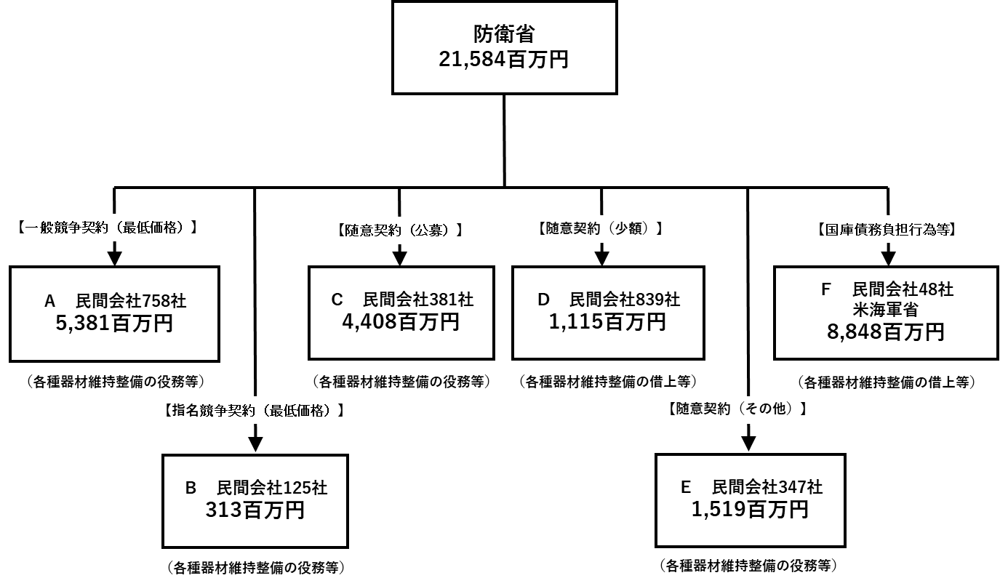 防衛省
21,584百万円
【一般競争契約（最低価格）】
A　民間会社758社
5,381百万円
（各種器材維持整備の役務等）
【指名競争契約（最低価格）】
B　民間会社125社
313百万円
（各種器材維持整備の役務等）
【随意契約（公募）】
C　民間会社381社
4,408百万円
（各種器材維持整備の役務等）
【随意契約（少額）】
D　民間会社839社
1,115百万円
（各種器材維持整備の借上等）
【随意契約（その他）】
E　民間会社347社
1,519百万円
（各種器材維持整備の役務等）
【国庫債務負担行為等】
F　民間会社48社
米海軍省
8,848百万円
（各種器材維持整備の借上等）